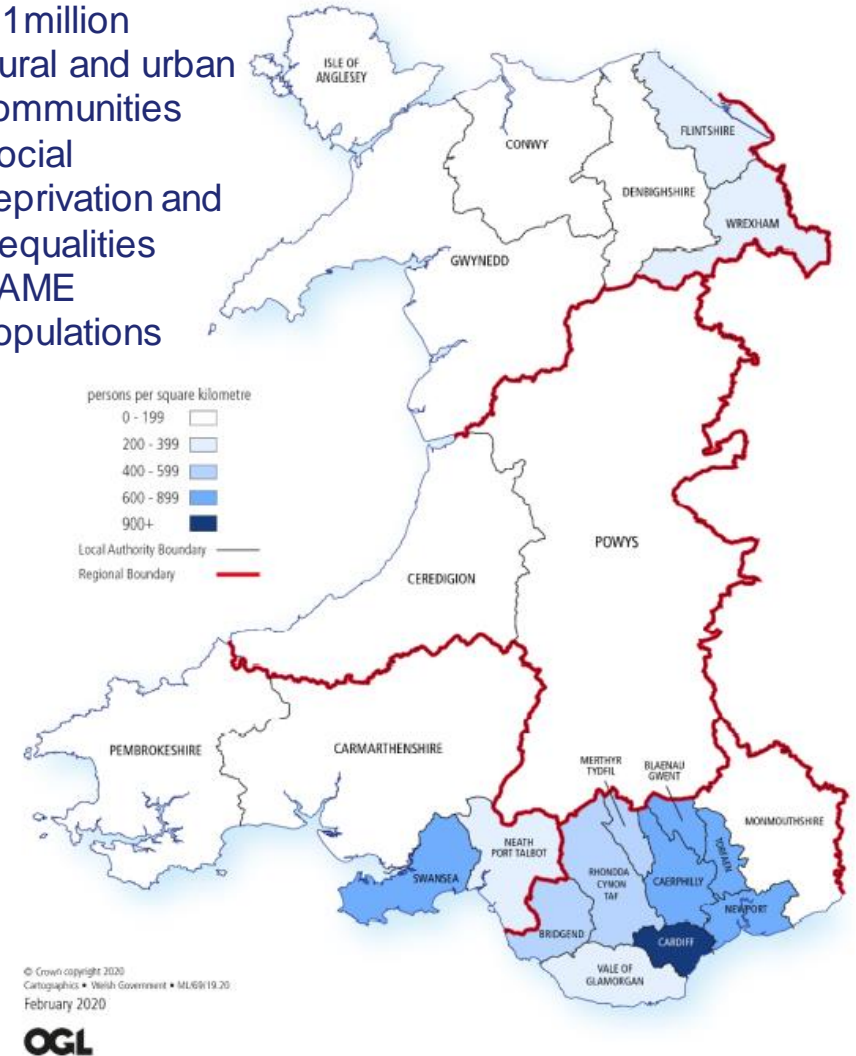 1million
ural and urban
ommunities
ocial
eprivation and
equalities
AME
opulations
ISLE OF
ANGLESEY
CONWY
FLINTSHIRE
DENBIGHSHIRE
WREXHAM
GWYNEDD
persons per square kilometre
0 - 199
200 - 399
400 - 599
600 - 899
900+
Local Authority Boundary
Regional Boundary
POWYS
CEREDIGION
PEMBROKESHIRE
CARMARTHENSHIRE
MERTHYR
TYDFIL
BLAENAU
GWENT
MONMOUTHSHIRE
NEATH
PORT TALBOT
SWANSEA
RHONDDA
CYNON
TAF
CAERPHILLY
TORFAEN
NEWPORT
BRIDGEND
CARDIFF
VALE OF
GLAMORGAN
© Crown copyright 2020
Cartographics • Welsh Government • ML/69/19.20
February 2020
OGL